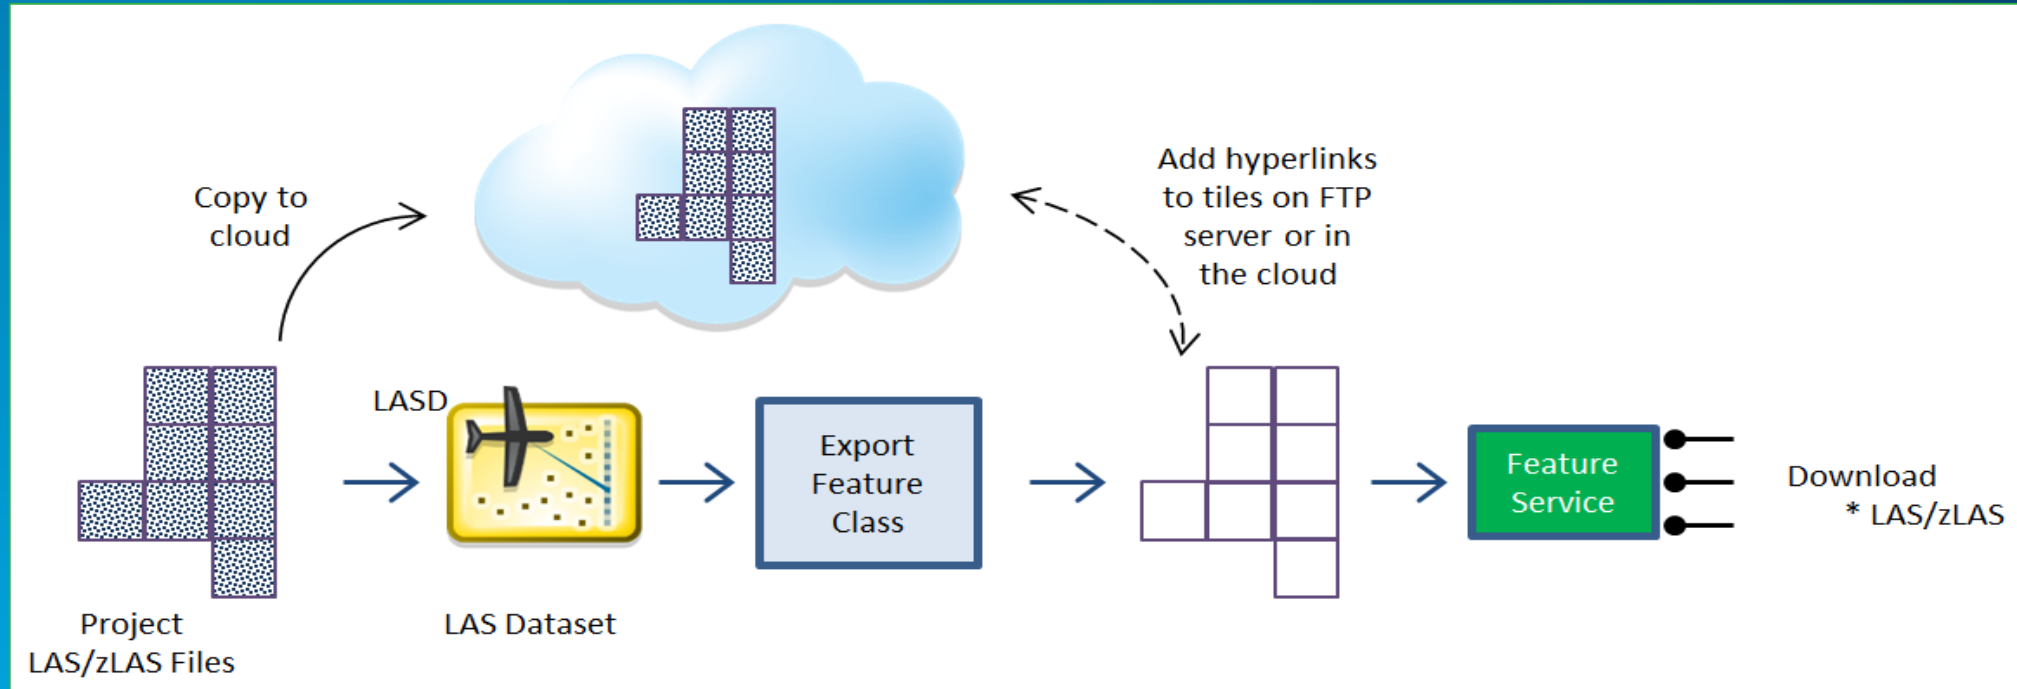 Copy to
cloud
Add hyperlinks
to tiles on FTP
server or in
the cloud
LASD
Export
Feature
Class
Feature
Service
Download
* LAS/zLAS
Project
LAS/zLAS Files
LAS Dataset